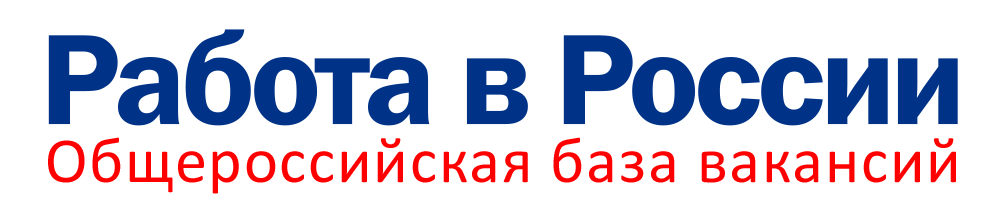 Работа в России
Общероссийская база вакансий